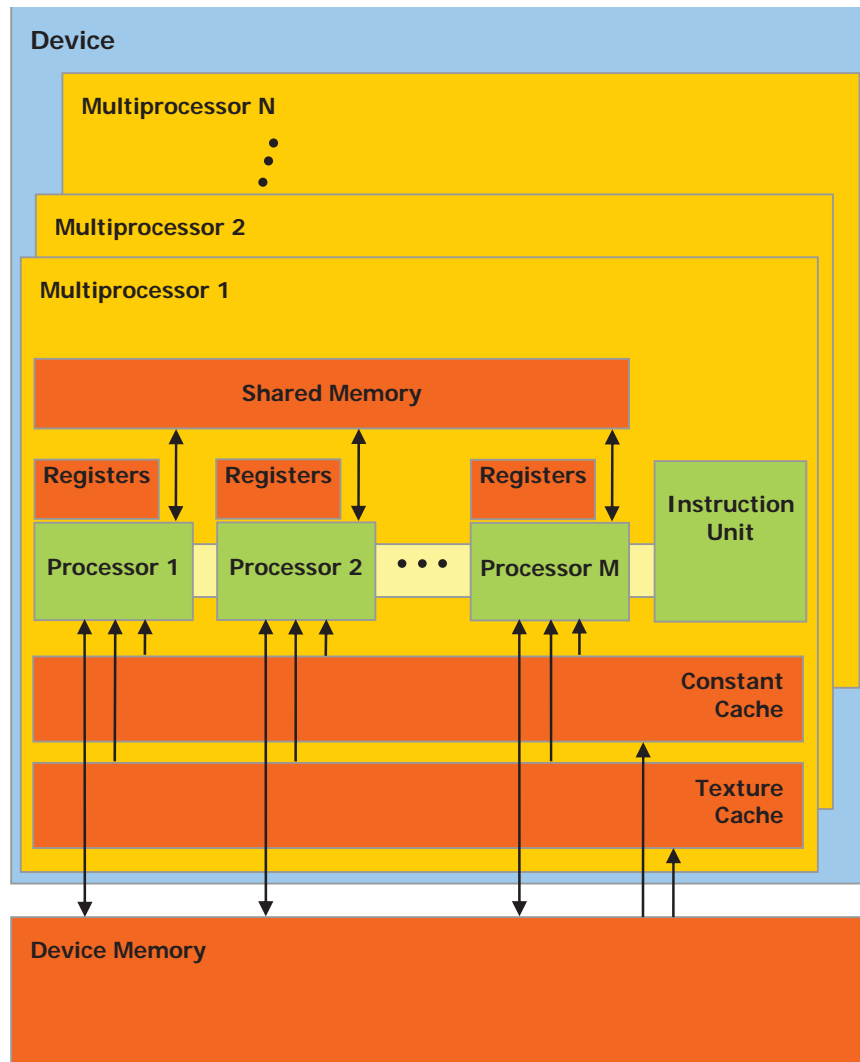 Device
Multiprocessor N
Multiprocessor 2
Multiprocessor 1
Shared Memory
Registers
Registers
Registers
Instruction
Unit
Processor 1
Processor 2
Processor M
Constant
Cache
Texture
Cache
Device Memory